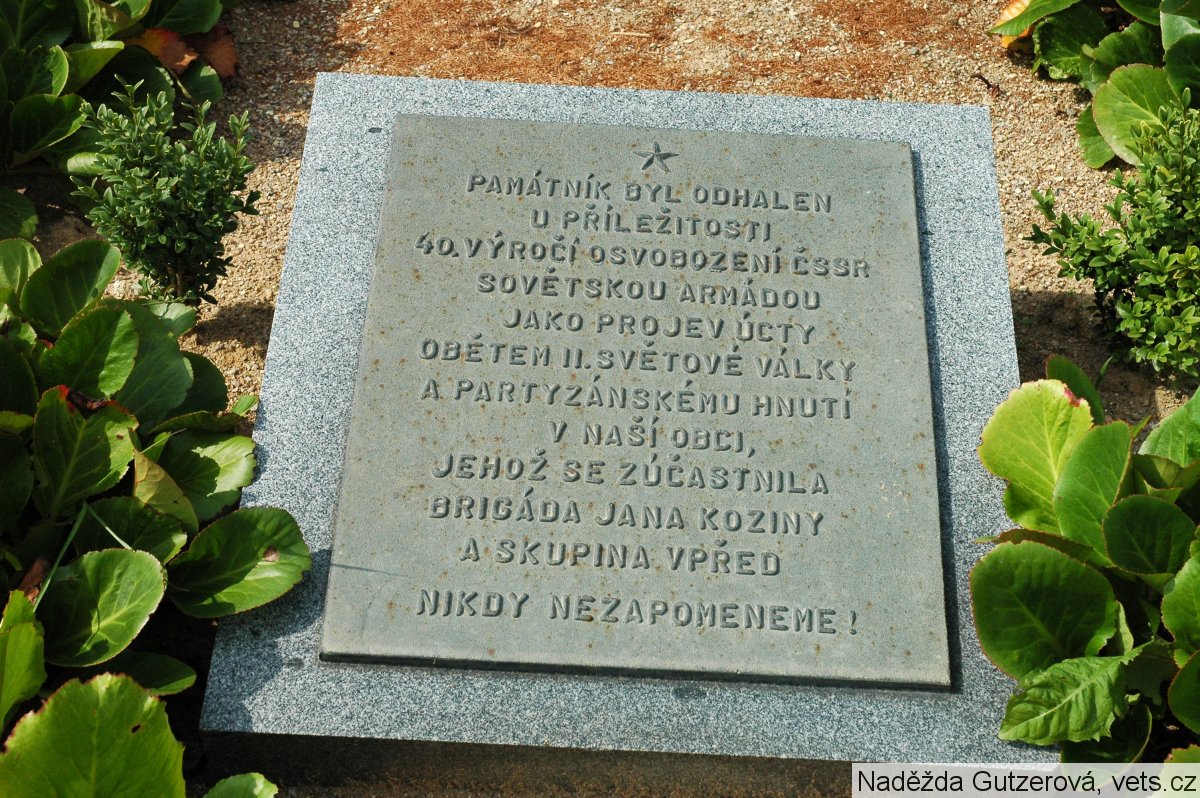 PAMÁTNÍK BYL ODHALEN
U PŘÍLEŽITOSTI
40. VÝROČÍ OSVOBOZENÍ ČSSR
SOVĚTSKOU ARMÁDOU
JAKO PROJEV ÚCTY
OBĚTEM II. SVĚTOVÉ VÁLKY
A PARTYZÁNSKÉMU HNUTÍ
V NAŠÍ OBCI,
JEHOŽ SE ZÚČASTNILA
BRIGÁDA JANA KOZINY
A SKUPINA VPŘED
NIKDY NEZAPOMENEME!
Naděžda Gutzerová, vets.cz